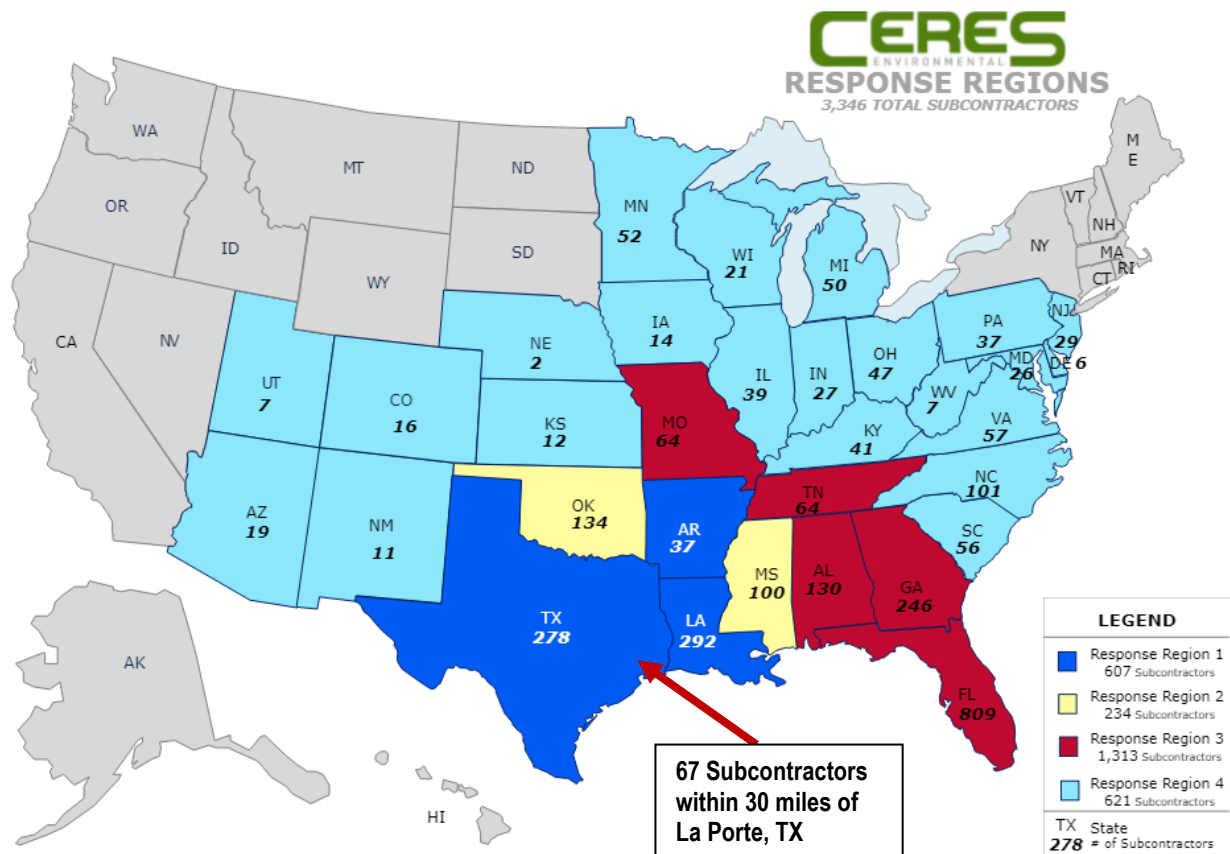 CERES
ENVIRONMENTAL
RESPONSE REGIONS
3,346 TOTAL SUBCONTRACTORS
WA
MT
ND
OR
ID
WY
SD
MN
52
WI
21
MI
50
NY
VT
NH
M
E
MA
CT
RI
CA
NV
UT
7
CO
16
NE
2
IA
14
KS
12
IL
39
IN
27
OH
47
PA
37
NJ
29
MD
26
DE 6
WV
7
VA
57
KY
41
MO
64
AZ
19
NM
11
OK
134
AR
37
TN
64
NC
101
SC
56
TX
278
LA
292
MS
100
AL
130
GA
246
FL
809
AK
HI
67 Subcontractors
within 30 miles of
La Porte, TX
LEGEND
Response Region 1
607 Subcontractors
Response Region 2
234 Subcontractors
Response Region 3
1,313 Subcontractors
Response Region 4
621 Subcontractors
TX State
278 # of Subcontractors